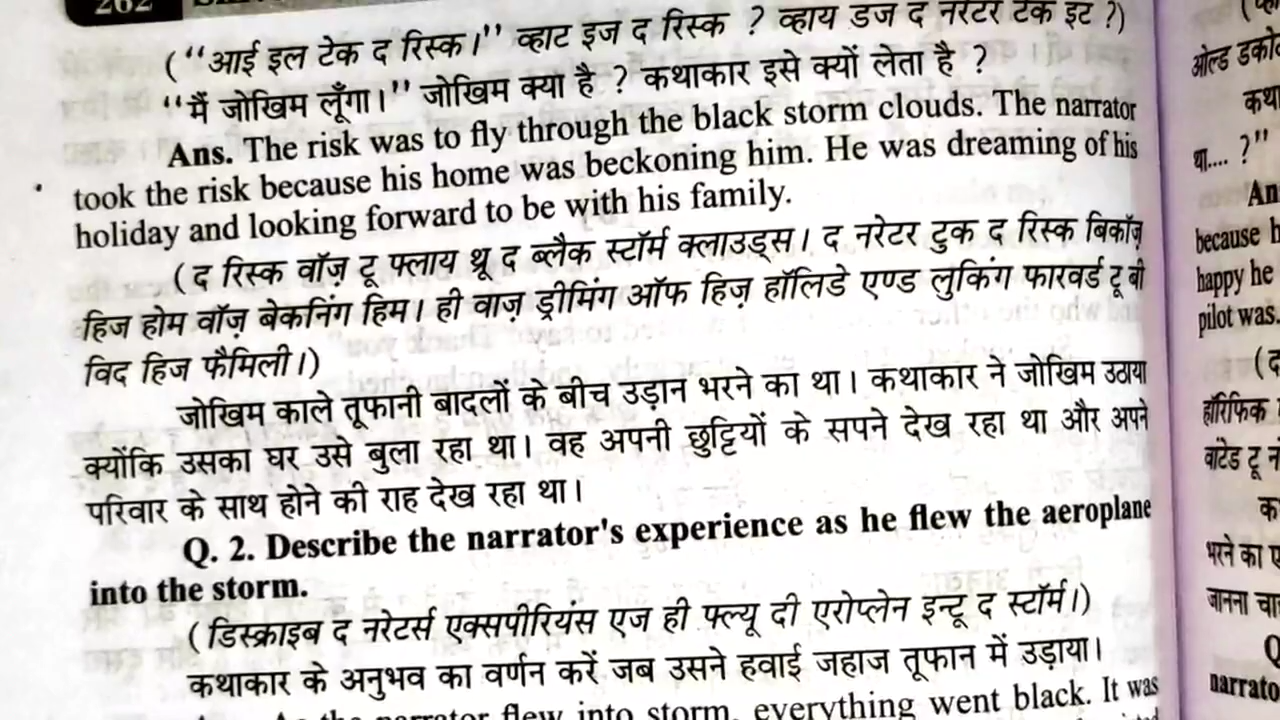 262
(“आई इल टेक द रिस्क।” व्हाट इज द रिस्क ? व्हाय डज द नरेटर टेक इट ?)
“मैं जोखिम लूँगा।” जोखिम क्या है ? कथाकार इसे क्यों लेता है ?
Ans. The risk was to fly through the black storm clouds. The narrator
took the risk because his home was beckoning him. He was dreaming of his
holiday and looking forward to be with his family.
(द रिस्क वॉज़ टू फ्लाय थ्रू द ब्लैक स्टॉर्म क्लाउड्स। द नरेटर टुक द रिस्क बिकॉज़
हिज होम वॉज़ बेकनिंग हिम। ही वाज़ ड्रीमिंग ऑफ हिज़ हॉलिडे एण्ड लुकिंग फारवर्ड टू बी
विद हिज फैमिली।)
जोखिम काले तूफानी बादलों के बीच उड़ान भरने का था। कथाकार ने जोखिम उठाया
क्योंकि उसका घर उसे बुला रहा था। वह अपनी छुट्टियों के सपने देख रहा था और अपने
परिवार के साथ होने की राह देख रहा था।
Q. 2. Describe the narrator's experience as he flew the aeroplane
into the storm.
(डिस्क्राइब द नरेटर्स एक्सपीरियंस एज ही फ्ल्यू दी एरोप्लेन इन्टू द स्टॉर्म।)
कथाकार के अनुभव का वर्णन करें जब उसने हवाई जहाज तूफान में उड़ाया।
the narrator flew into storm, everything went black. It was
ओल्ड
कथा
था.... ?”
An
because h
happy he
pilot was.
(द
हॉरिफिक
वांटेड टू न
क
भरने का ए
जानना चा
Q
narrato